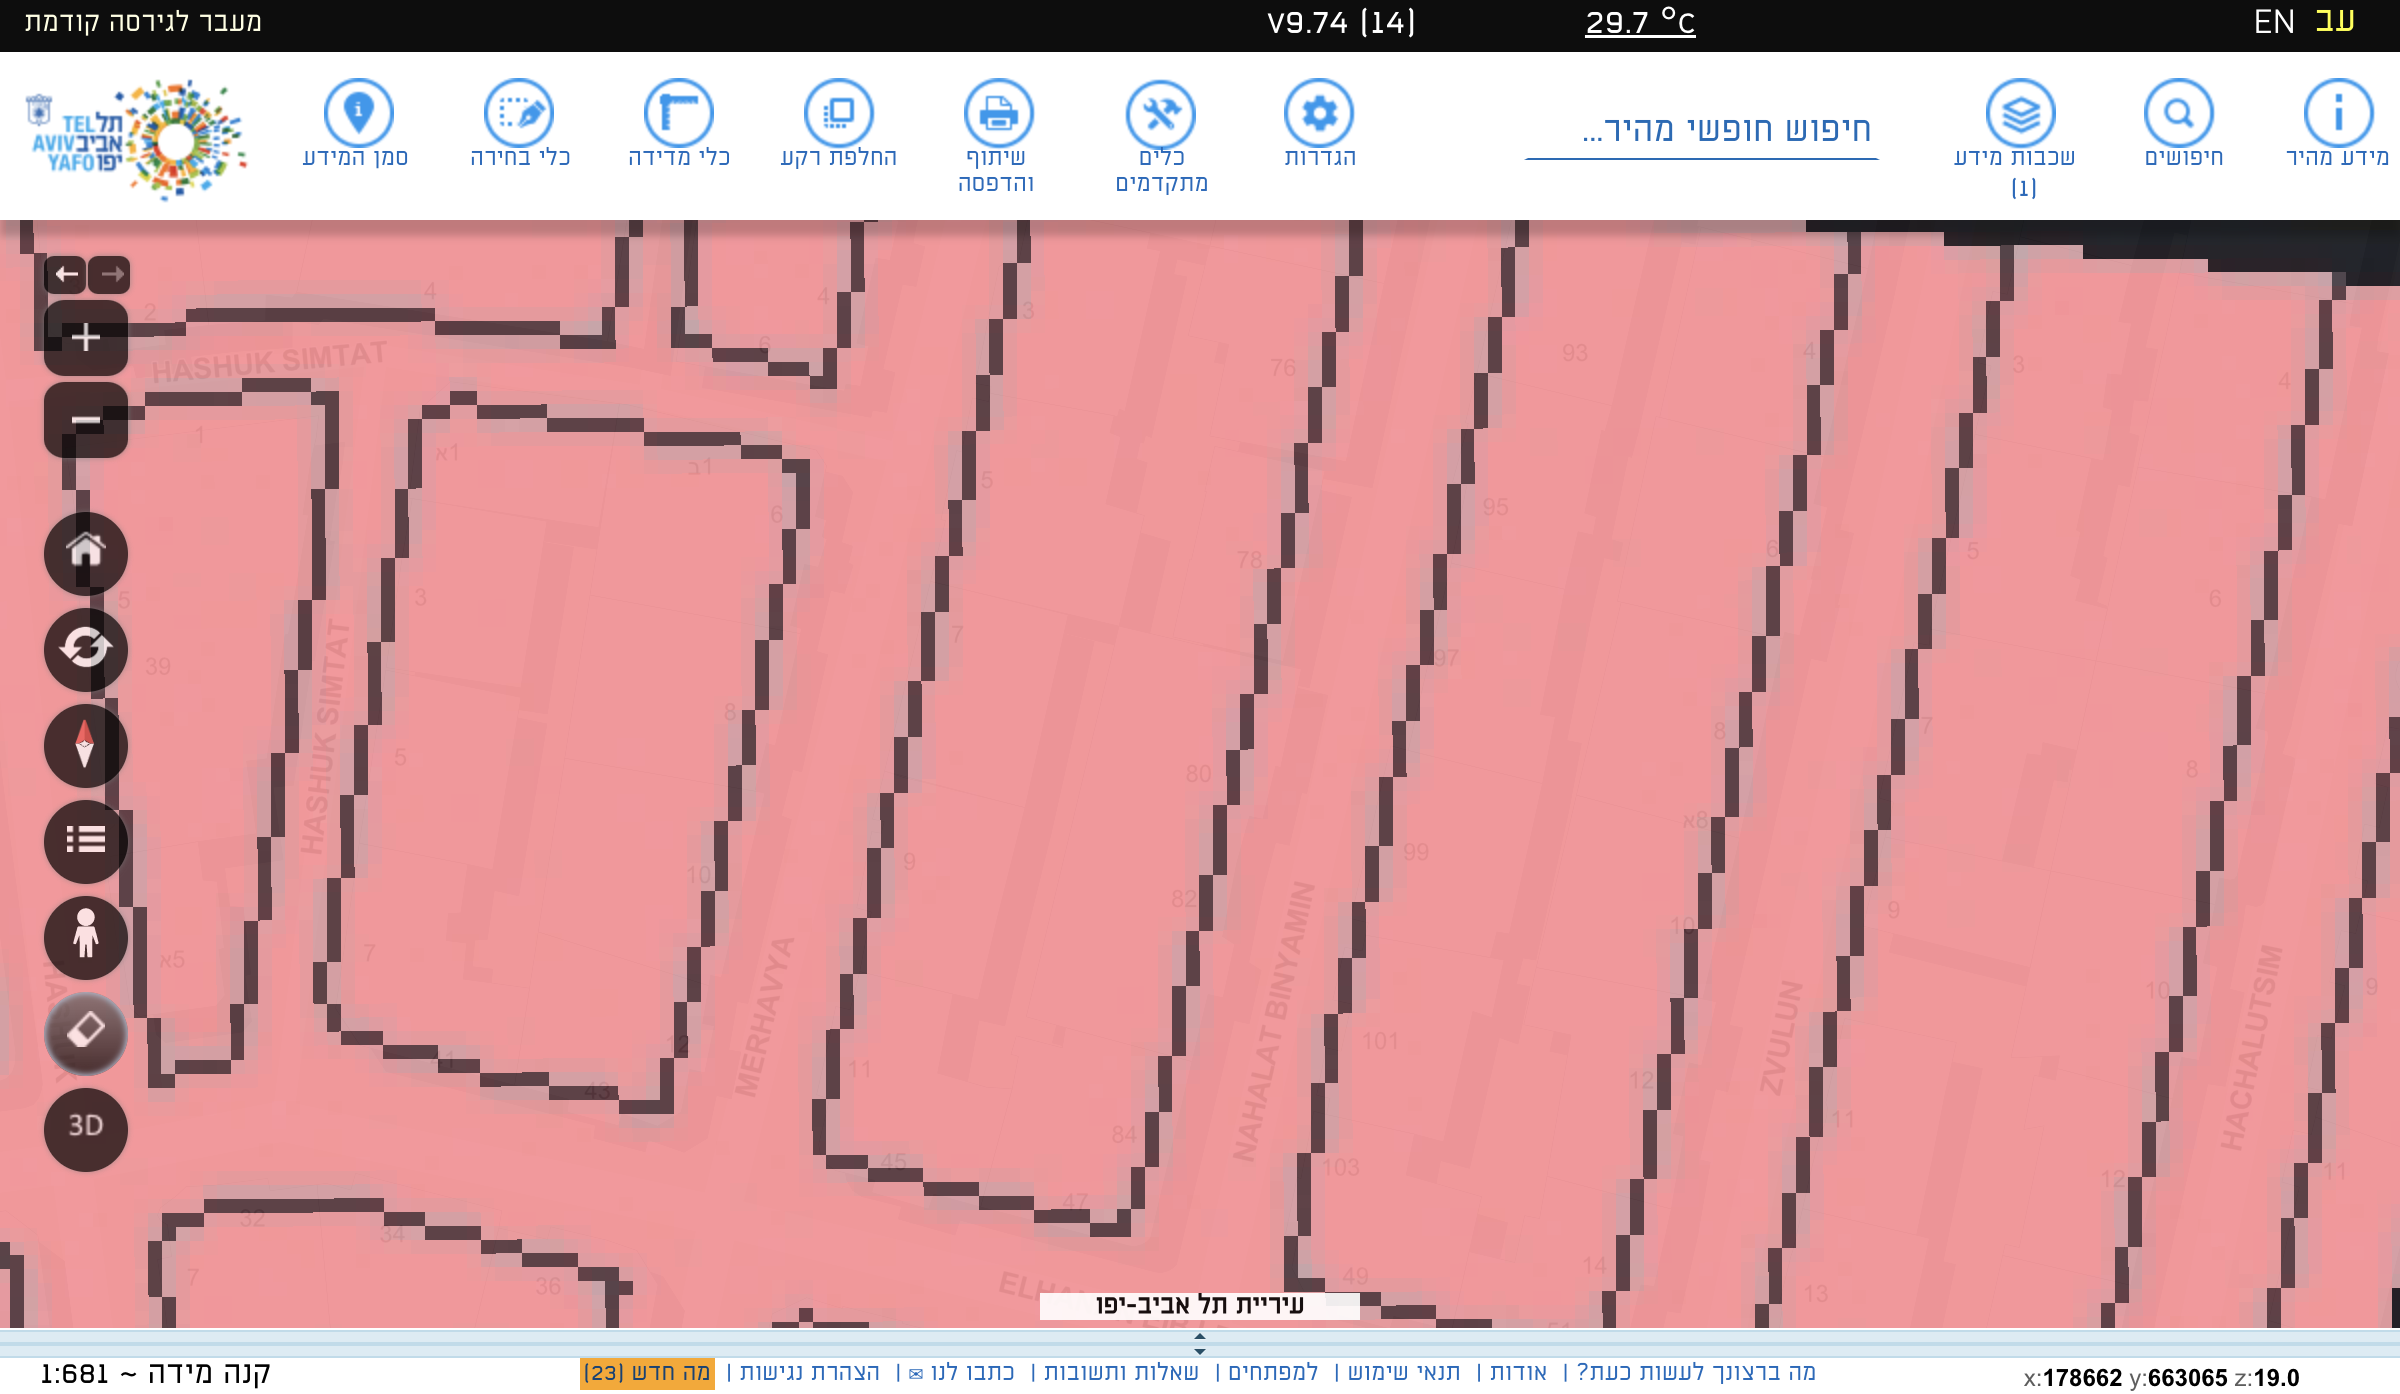 מעבר לגירסה קודמת
V9.74 (14)
29.7 °C
EN עב
תל אביב יפו
TEL AVIV YAFO
סמן המידע
כלי בחירה
כלי מדידה
החלפת רקע
שיתוף והדפסה
כלים מתקדמים
הגדרות
חיפוש חופשי מהיר...
שכבות מידע (1)
חיפושים
מידע מהיר
2
4
4
6
3
76
93
4
3
4
HASHUK SIMTAT
1
1א
1ב
6
5
95
78
6
5
5
3
7
6
39
97
HASHUK SIMTAT
8
8
7
5
80
8
8א
99
9
10
82
9
10
7
5א
10
9
12
MERHAVYA
NAHALAT BINYAMIN
ZVULUN
HACHALUTSIM
101
11
43
12
3D
84
11
45
103
47
12
11
32
34
7
36
49
14
13
עיריית תל אביב-יפו
קנה מידה ~ 1:681
מה ברצונך לעשות כעת? | אודות | תנאי שימוש | למפתחים | שאלות ותשובות | כתבו לנו ✉ | הצהרת נגישות | מה חדש (23)
x:178662 y:663065 z:19.0